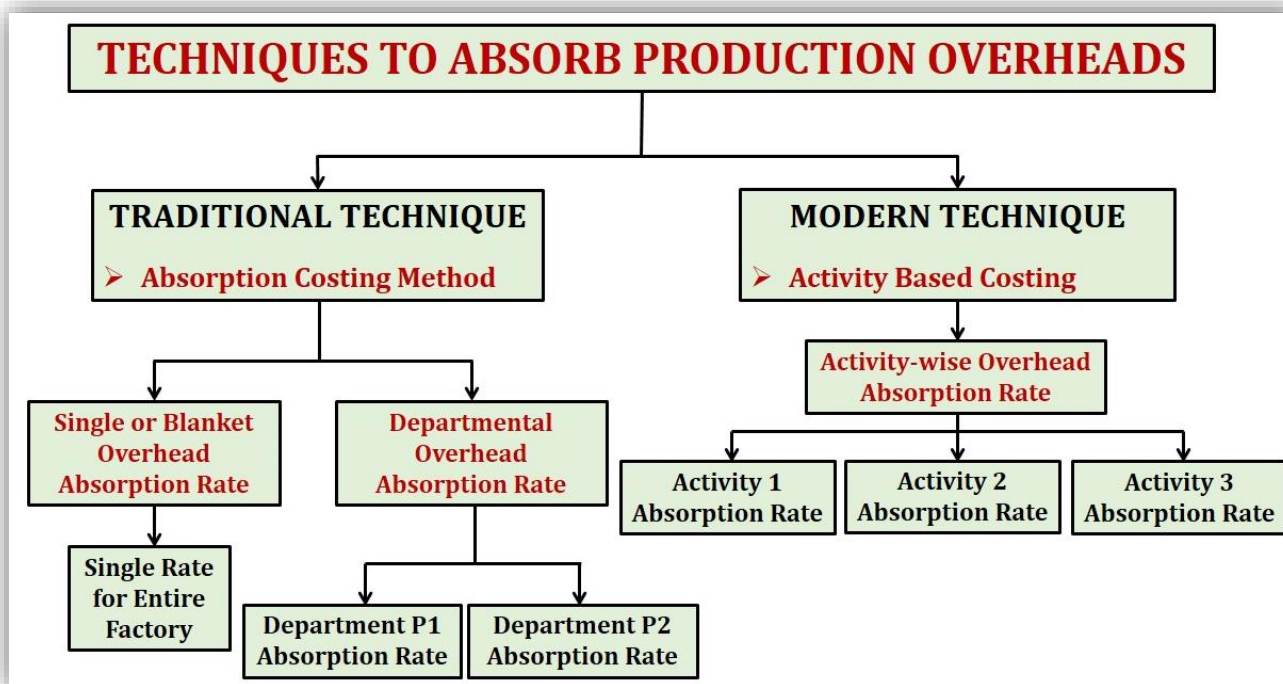 TECHNIQUES TO ABSORB PRODUCTION OVERHEADS
TRADITIONAL TECHNIQUE
➢ Absorption Costing Method
MODERN TECHNIQUE
➢ Activity Based Costing
Single or Blanket
Overhead
Absorption Rate
Departmental
Overhead
Absorption Rate
Activity-wise Overhead
Absorption Rate
Single Rate
for Entire
Factory
Department P1
Absorption Rate
Department P2
Absorption Rate
Activity 1
Absorption Rate
Activity 2
Absorption Rate
Activity 3
Absorption Rate